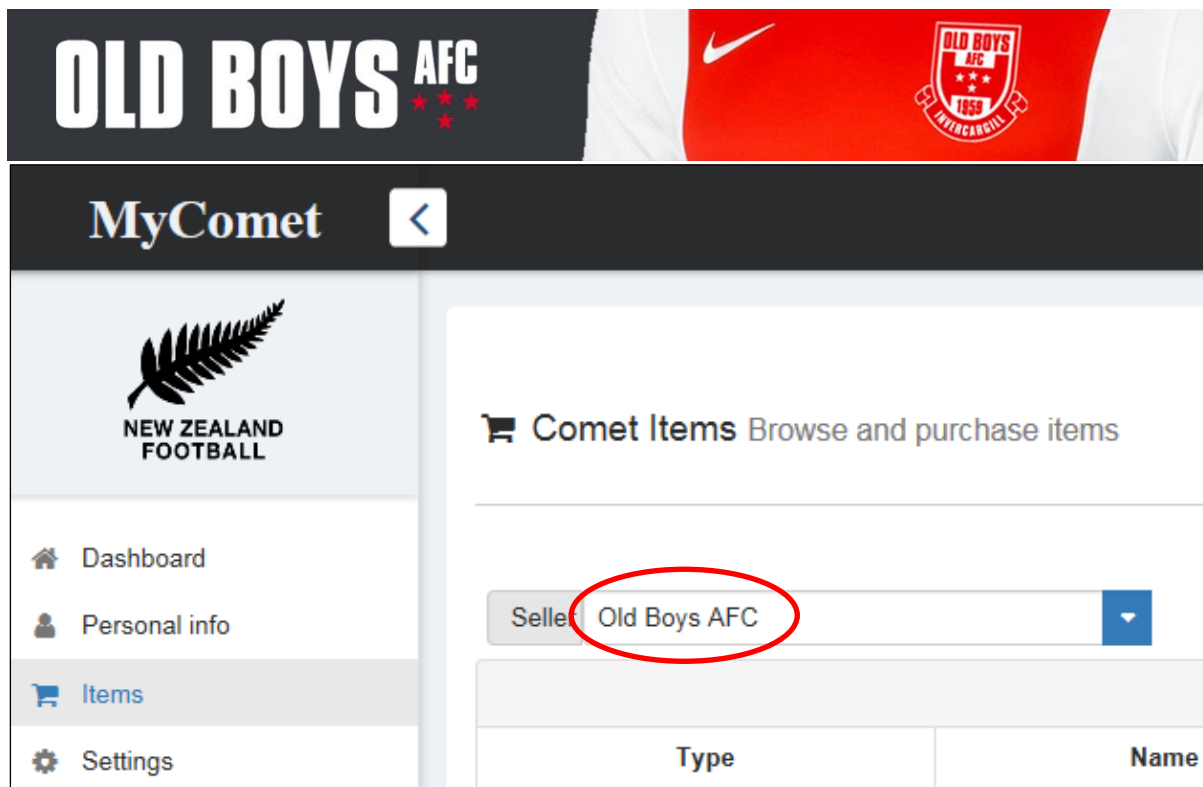 OLD BOYS AFC
OLD BOYS
AFC
1959
INVERCARGILL
MyComet
NEW ZEALAND
FOOTBALL
Comet Items Browse and purchase items
Dashboard
Personal info
Items
Settings
Seller Old Boys AFC
Type Name